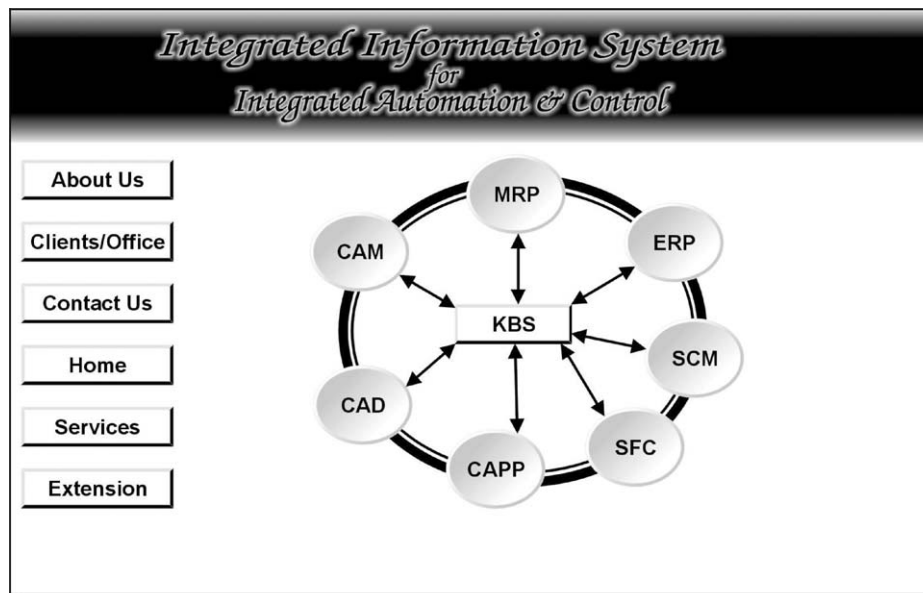 Integrated Information System
for
Integrated Automation & Control
About Us
Clients/Office
Contact Us
Home
Services
Extension
MRP
CAM
ERP
KBS
SCM
CAD
SFC
CAPP